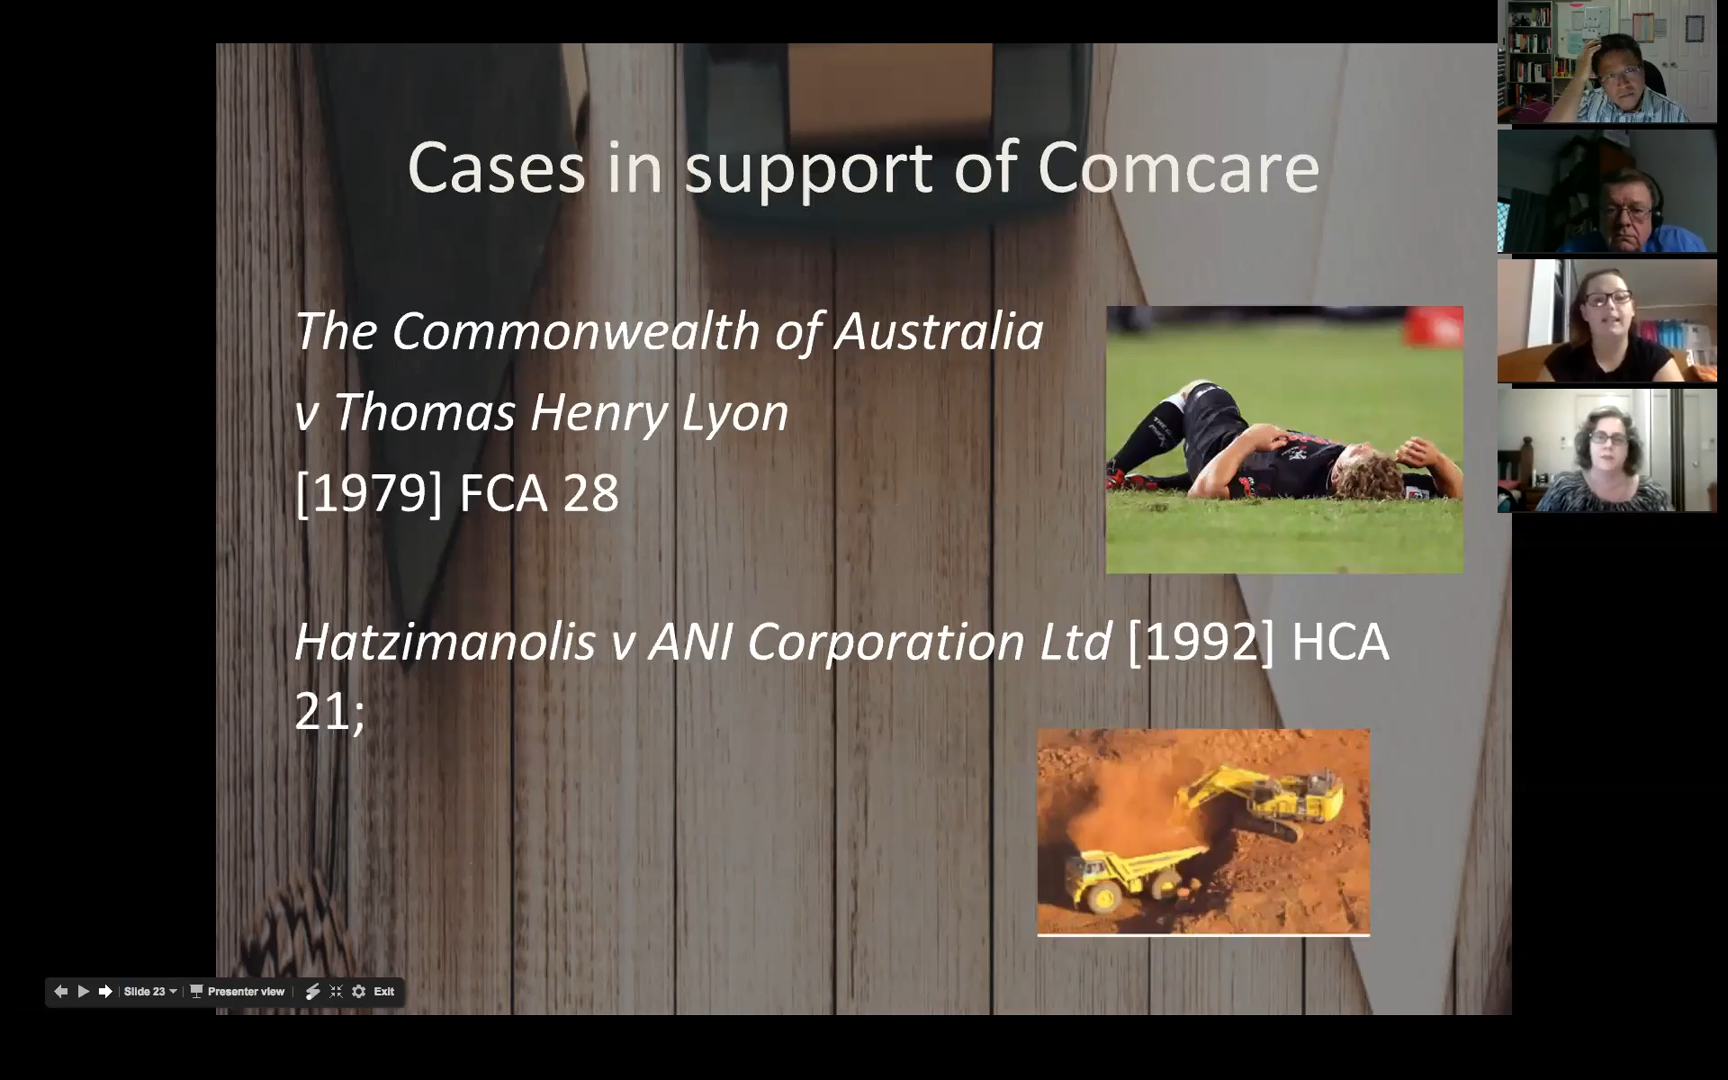 Cases in support of Comcare
The Commonwealth of Australia
v Thomas Henry Lyon
[1979] FCA 28
Hatzimanolis v ANI Corporation Ltd [1992] HCA
21;
Slide 23
Presenter view
Exit